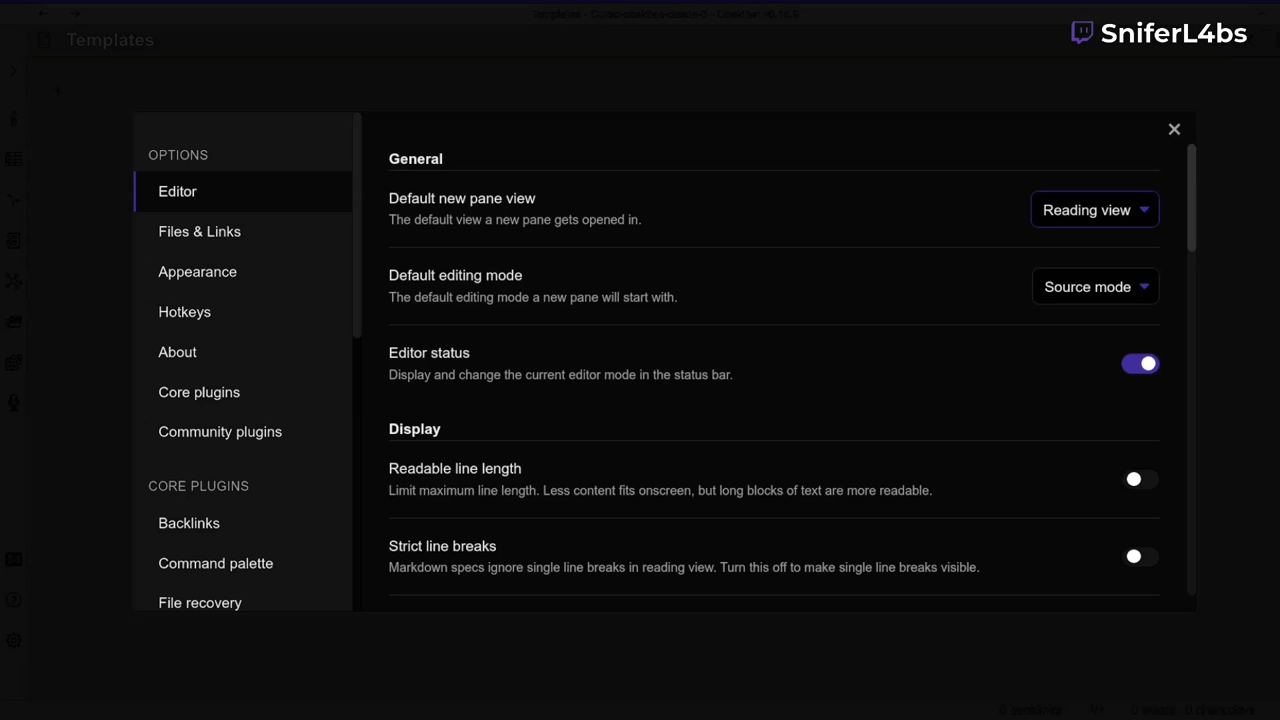 Templates
SniferL4bs
OPTIONS
Editor
Files & Links
Appearance
Hotkeys
About
Core plugins
Community plugins
CORE PLUGINS
Backlinks
Command palette
File recovery
General
Default new pane view
The default view a new pane gets opened in.
Reading view
Default editing mode
The default editing mode a new pane will start with.
Source mode
Editor status
Display and change the current editor mode in the status bar.
Display
Readable line length
Limit maximum line length. Less content fits onscreen, but long blocks of text are more readable.
Strict line breaks
Markdown specs ignore single line breaks in reading view. Turn this off to make single line breaks visible.